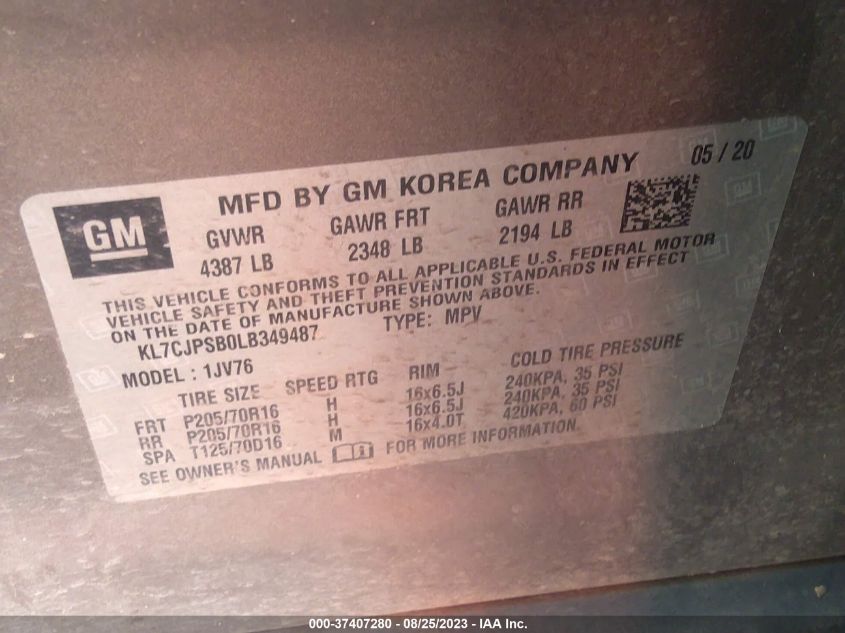 GM
MFD BY GM KOREA COMPANY 05 / 20
GVWR GAWR FRT GAWR RR
4387 LB 2348 LB 2194 LB
THIS VEHICLE CONFORMS TO ALL APPLICABLE U.S. FEDERAL MOTOR
VEHICLE SAFETY AND THEFT PREVENTION STANDARDS IN EFFECT
ON THE DATE OF MANUFACTURE SHOWN ABOVE.
KL7CJPSB0LB349487 TYPE: MPV
MODEL : 1JV76
TIRE SIZE SPEED RTG RIM COLD TIRE PRESSURE
FRT P205/70R16 H 16x6.5J 240KPA, 35 PSI
RR P205/70R16 H 16x6.5J 240KPA, 35 PSI
SPA T125/70D16 M 16x4.0T 420KPA, 60 PSI
SEE OWNER'S MANUAL FOR MORE INFORMATION.
000-37407280 - 08/25/2023 - IAA Inc.